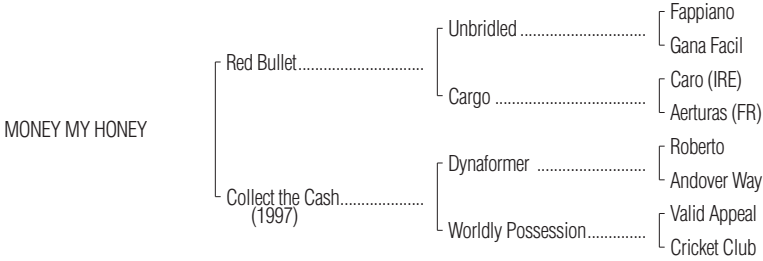 Fappiano
Unbridled
Gana Facil
Red Bullet
Caro (IRE)
Cargo
Aerturas (FR)
MONEY MY HONEY
Roberto
Dynaformer
Andover Way
Collect the Cash
(1997)
Valid Appeal
Worldly Possession
Cricket Club